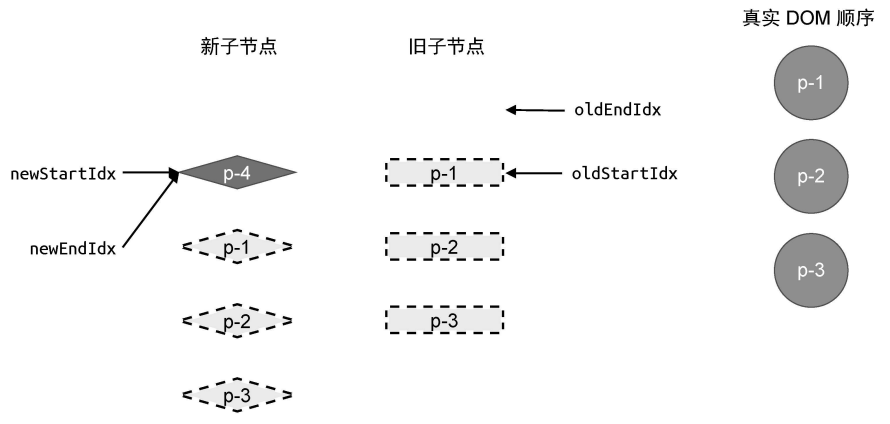 真实 DOM 顺序
新子节点
旧子节点
p-1
oldEndIdx
newStartIdx
p-4
p-1
oldStartIdx
p-2
newEndIdx
p-1
p-2
p-3
p-2
p-3
p-3